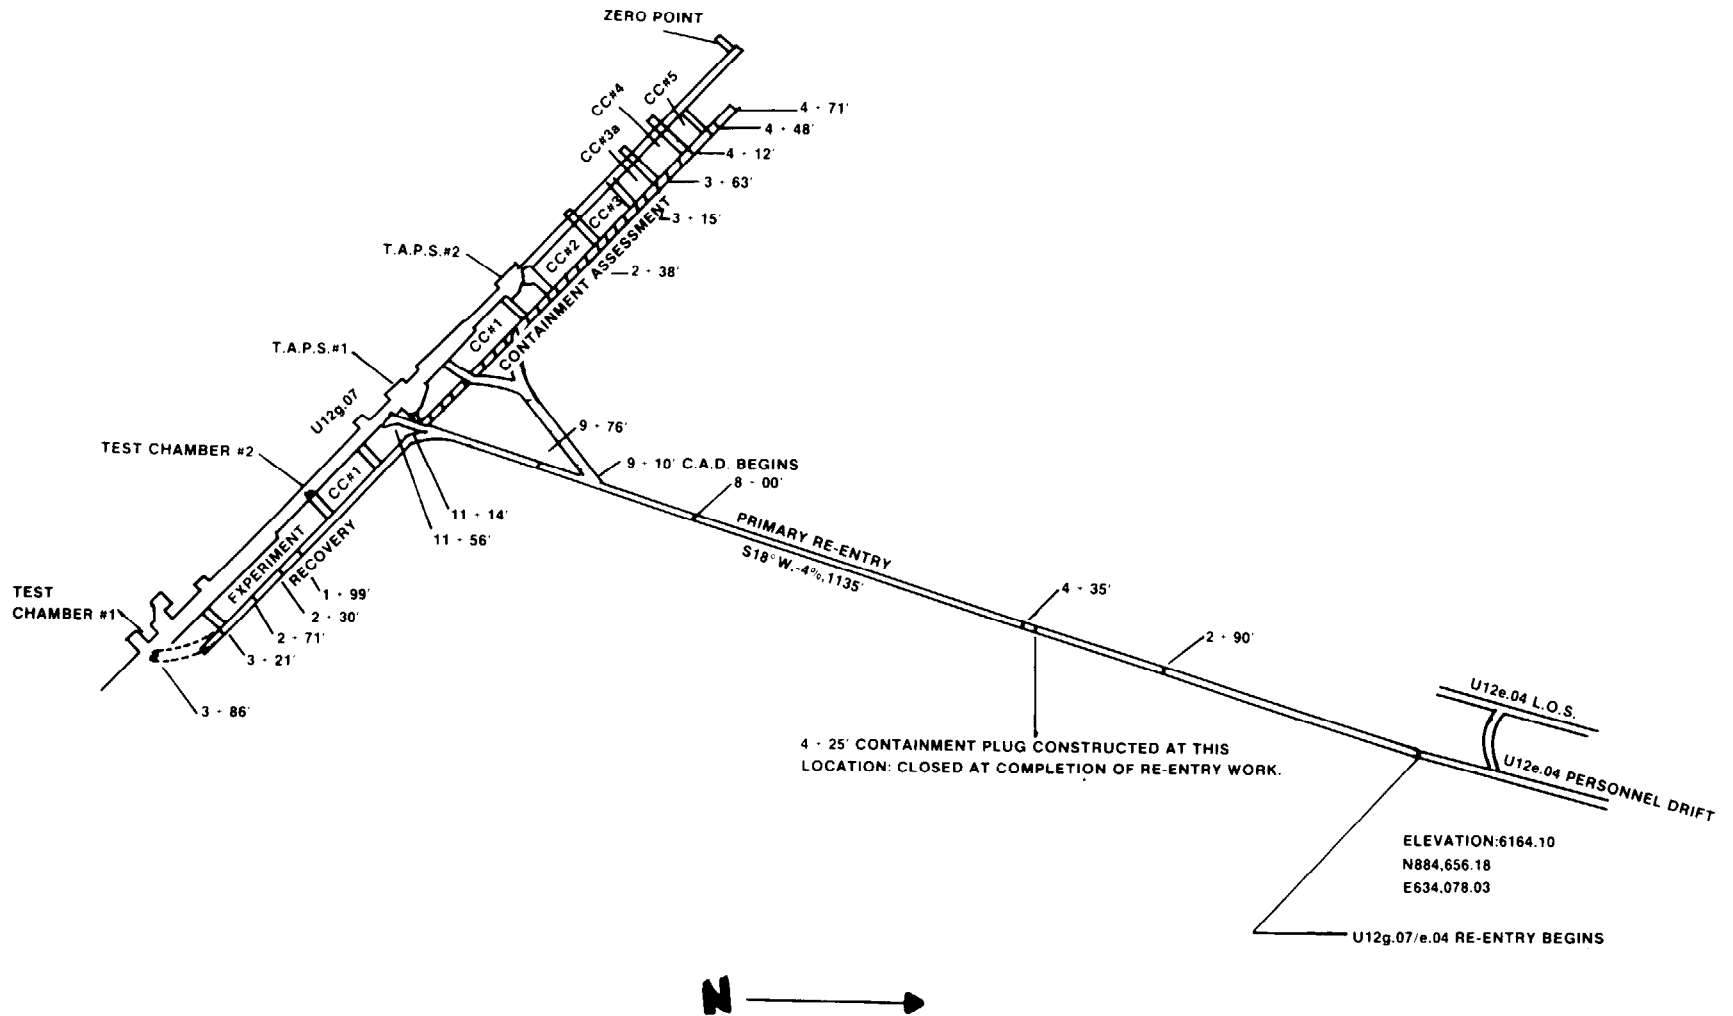 ZERO POINT
CC#5
CC#4
CC#3a
4 + 71'
4 + 48'
4 + 12'
3 + 63'
3 + 15'
CC#3
T.A.P.S.#2
CC#2
2 + 38'
CONTAINMENT ASSESSMENT
CC#1
T.A.P.S.#1
U12g.07
9 + 76'
TEST CHAMBER #2
9 + 10' C.A.D. BEGINS
8 + 00'
CC#1
11 + 14'
11 + 56'
PRIMARY RE-ENTRY
S18° W,-4%,1135'
EXPERIMENT
RECOVERY
TEST
CHAMBER #1
1 + 99'
2 + 30'
2 + 71'
3 + 21'
3 + 86'
4 + 35'
2 + 90'
U12e.04 L.O.S.
4 + 25' CONTAINMENT PLUG CONSTRUCTED AT THIS
LOCATION: CLOSED AT COMPLETION OF RE-ENTRY WORK.
U12e.04 PERSONNEL DRIFT
ELEVATION:6164.10
N884,656.18
E634,078.03
U12g.07/e.04 RE-ENTRY BEGINS
N